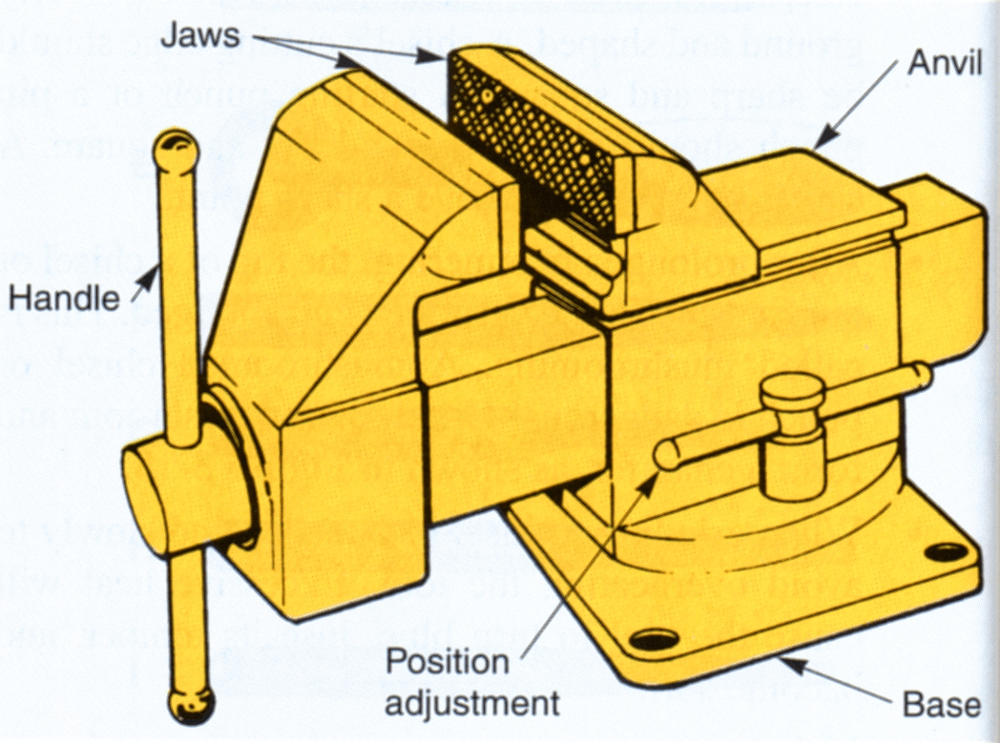 Jaws
Anvil
Handle
Position
adjustment
Base